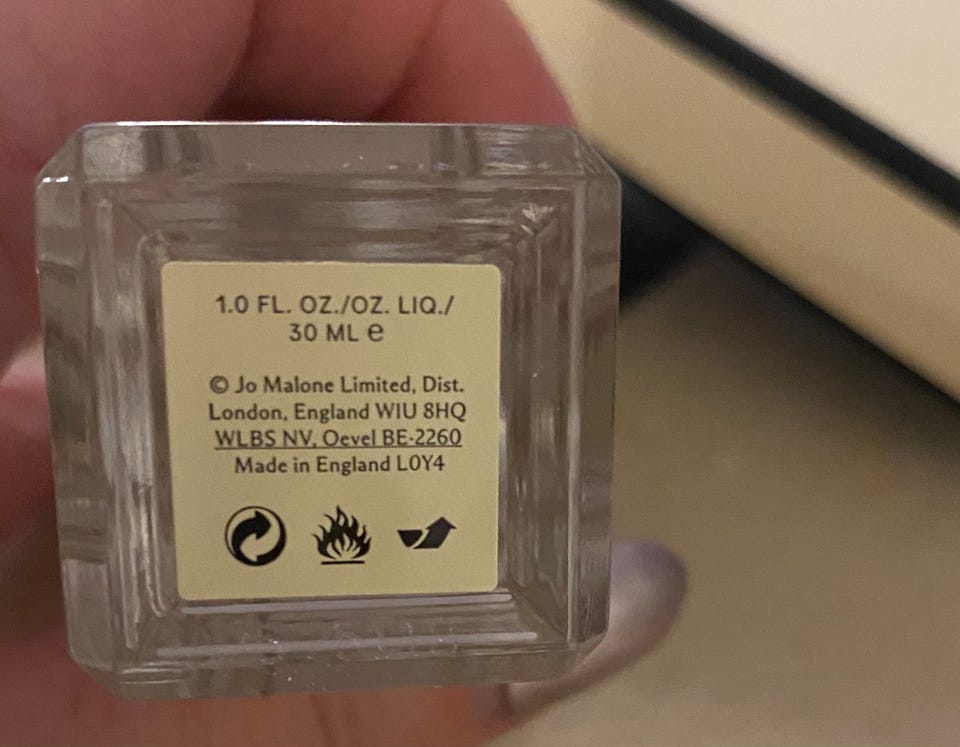 1.0 FL. OZ./OZ. LIQ./
30 ML ℮
© Jo Malone Limited, Dist.
London, England WIU 8HQ
WLBS NV, Oevel BE-2260
Made in England L0Y4